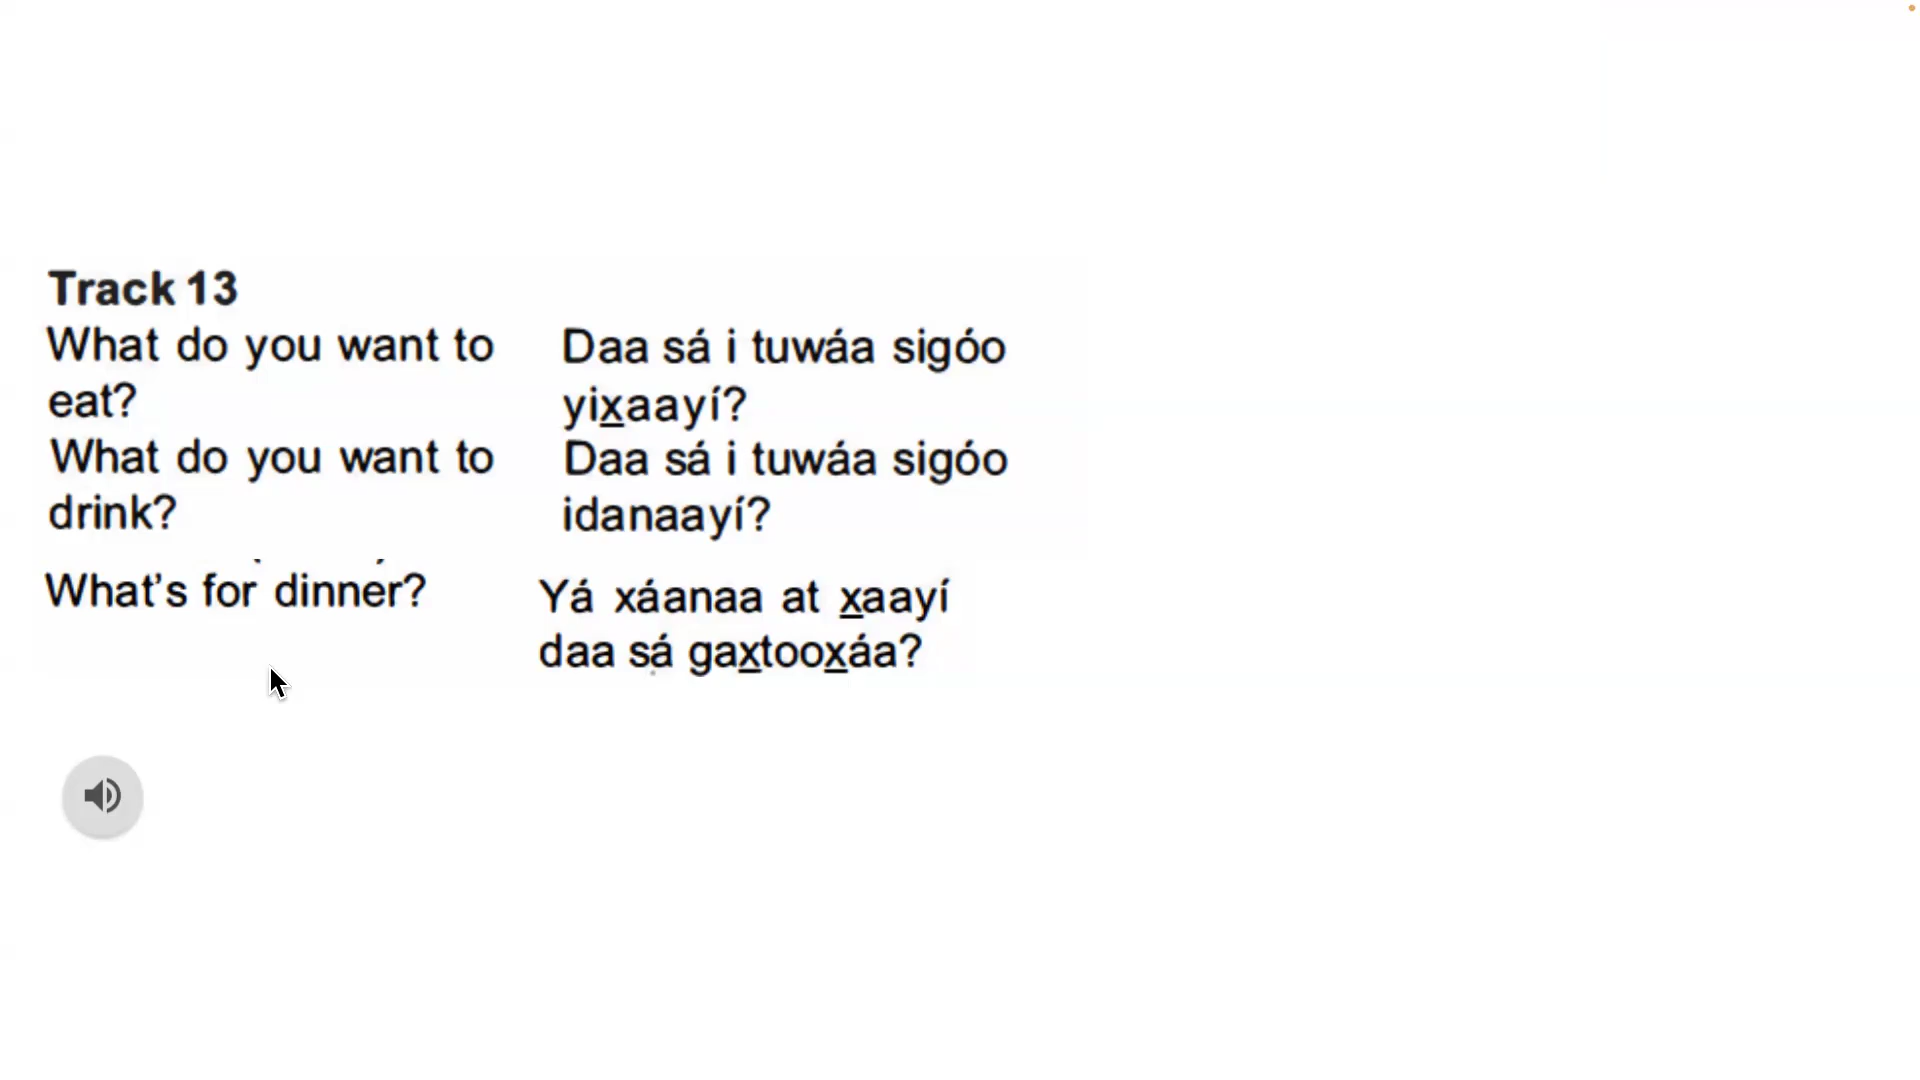 Track 13
What do you want to
eat?
Daa sá i tuwáa sigóo
yix̲aayí?
What do you want to
drink?
Daa sá i tuwáa sigóo
idanaayí?
What's for dinner?
Yá xáanaa at x̲aayí
daa sá gax̲toox̲áa?